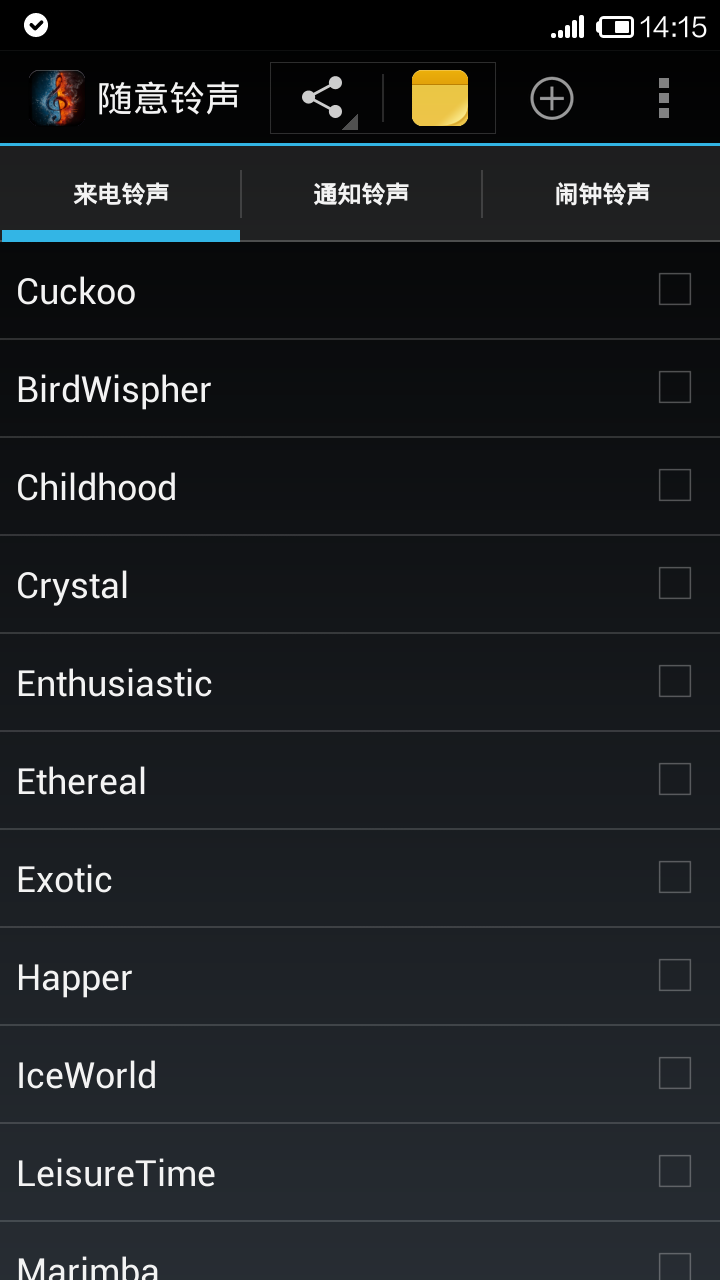 14:15
随意铃声
来电铃声 通知铃声 闹钟铃声
Cuckoo
BirdWispher
Childhood
Crystal
Enthusiastic
Ethereal
Exotic
Happer
IceWorld
LeisureTime
Marimba